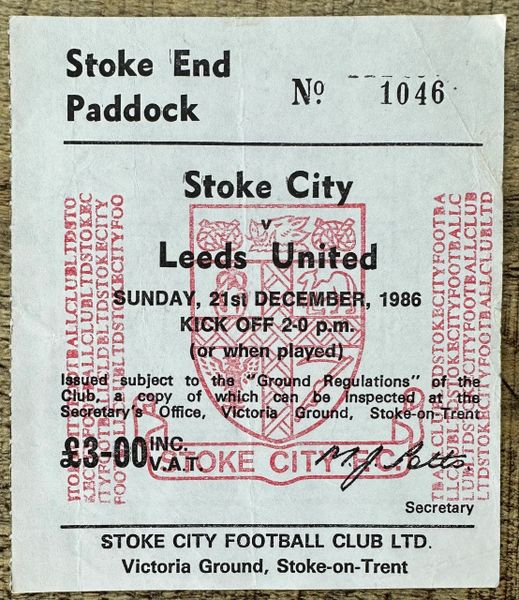 Stoke End
Paddock
Nº 1046
Stoke City
v
Leeds United
SUNDAY, 21st DECEMBER, 1986
KICK OFF 2-0 p.m.
(or when played)
Issued subject to the "Ground Regulations" of the
Club, a copy of which can be inspected at the
Secretary's Office, Victoria Ground, Stoke-on-Trent
£3-00 INC.
V.A.T.
STOKE CITY F.C.
Secretary
STOKE CITY FOOTBALL CLUB LTD.
Victoria Ground, Stoke-on-Trent